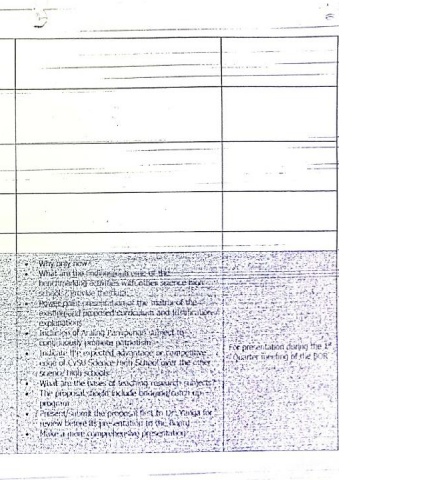 5
• Why only now?
• What are the findings/outcome of the
benchmarking activities with other science high
school? Provide the data.
• Power point presentation of the matrix of the
existing and proposed curriculum and justification/
explanations
• Inclusion of Araling Panlipunan subject to
continuously promote patriotism
• Indicate the expected advantage or competitive
edge of CvSU Science High School over the other
science high schools
• What are the bases of teaching research subjects?
• The proposal should include bridging/catch up
program
• Present/submit the proposal first to Dr. Yanga for
review before its presentation to the Board
• Make a more comprehensive presentation
For presentation during the 1st
Quarter meeting of the BOR